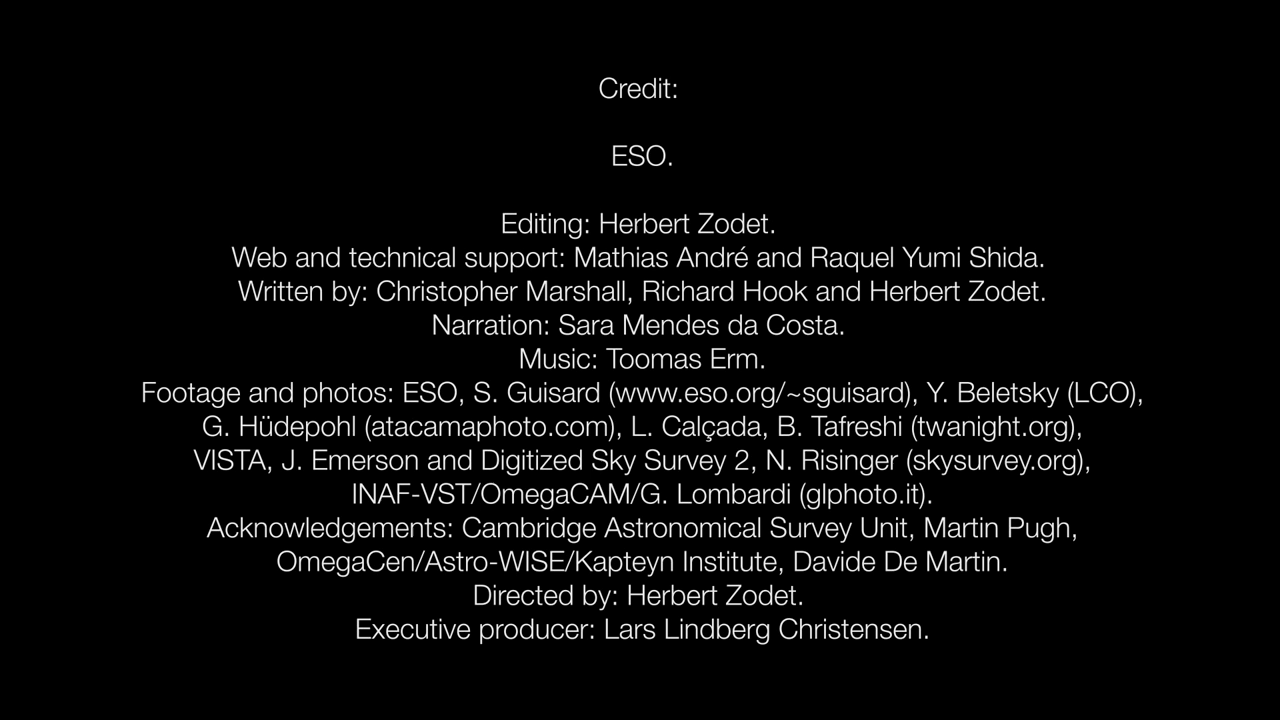 Credit:
ESO.
Editing: Herbert Zodet.
Web and technical support: Mathias André and Raquel Yumi Shida.
Written by: Christopher Marshall, Richard Hook and Herbert Zodet.
Narration: Sara Mendes da Costa.
Music: Toomas Erm.
Footage and photos: ESO, S. Guisard (www.eso.org/~sguisard), Y. Beletsky (LCO),
G. Hüdepohl (atacamaphoto.com), L. Calçada, B. Tafreshi (twanight.org),
VISTA, J. Emerson and Digitized Sky Survey 2, N. Risinger (skysurvey.org),
INAF-VST/OmegaCAM/G. Lombardi (glphoto.it).
Acknowledgements: Cambridge Astronomical Survey Unit, Martin Pugh,
OmegaCen/Astro-WISE/Kapteyn Institute, Davide De Martin.
Directed by: Herbert Zodet.
Executive producer: Lars Lindberg Christensen.